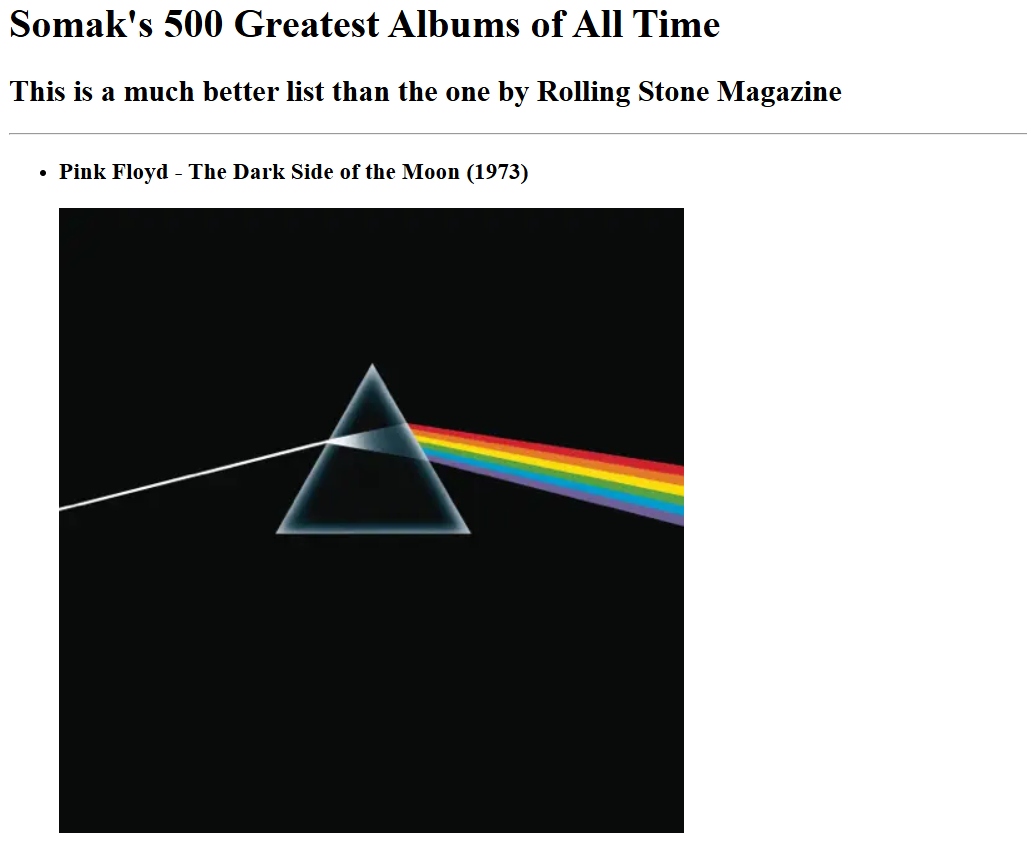 Somak's 500 Greatest Albums of All Time
This is a much better list than the one by Rolling Stone Magazine
• Pink Floyd - The Dark Side of the Moon (1973)